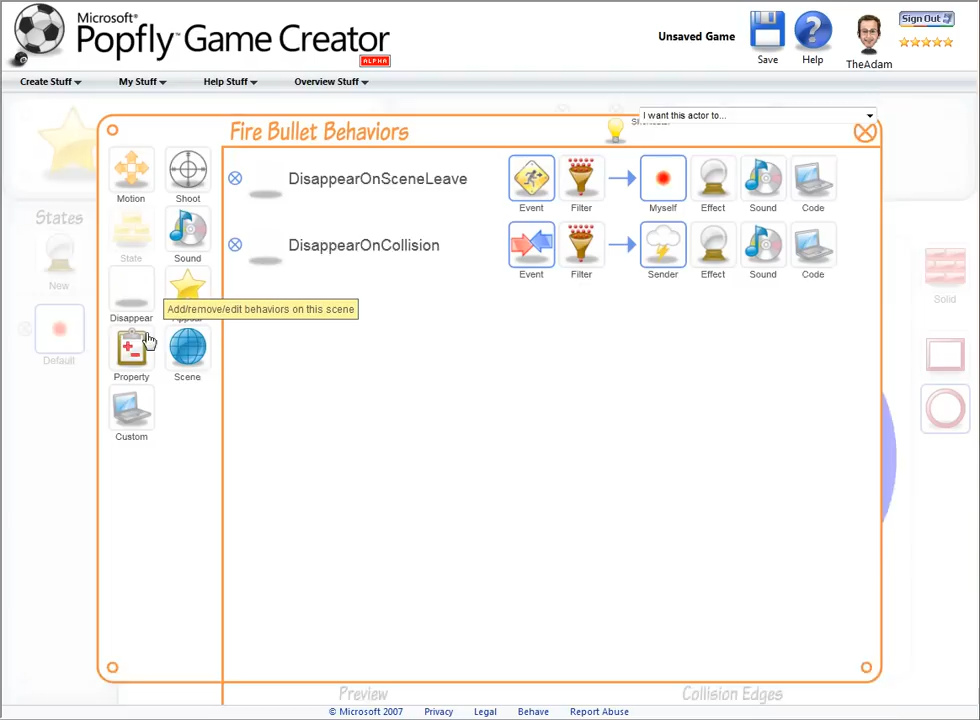 Microsoft®
Popfly™ Game Creator
ALPHA
Unsaved Game
Save
Help
TheAdam
Sign Out
Create Stuff
My Stuff
Help Stuff
Overview Stuff
Fire Bullet Behaviors
I want this actor to...
Motion
Shoot
State
Sound
Disappear
Property
Scene
Custom
Add/remove/edit behaviors on this scene
DisappearOnSceneLeave
Event
Filter
Myself
Effect
Sound
Code
DisappearOnCollision
Event
Filter
Sender
Effect
Sound
Code
States
New
Default
Solid
Preview
Collision Edges
© Microsoft 2007
Privacy
Legal
Behave
Report Abuse